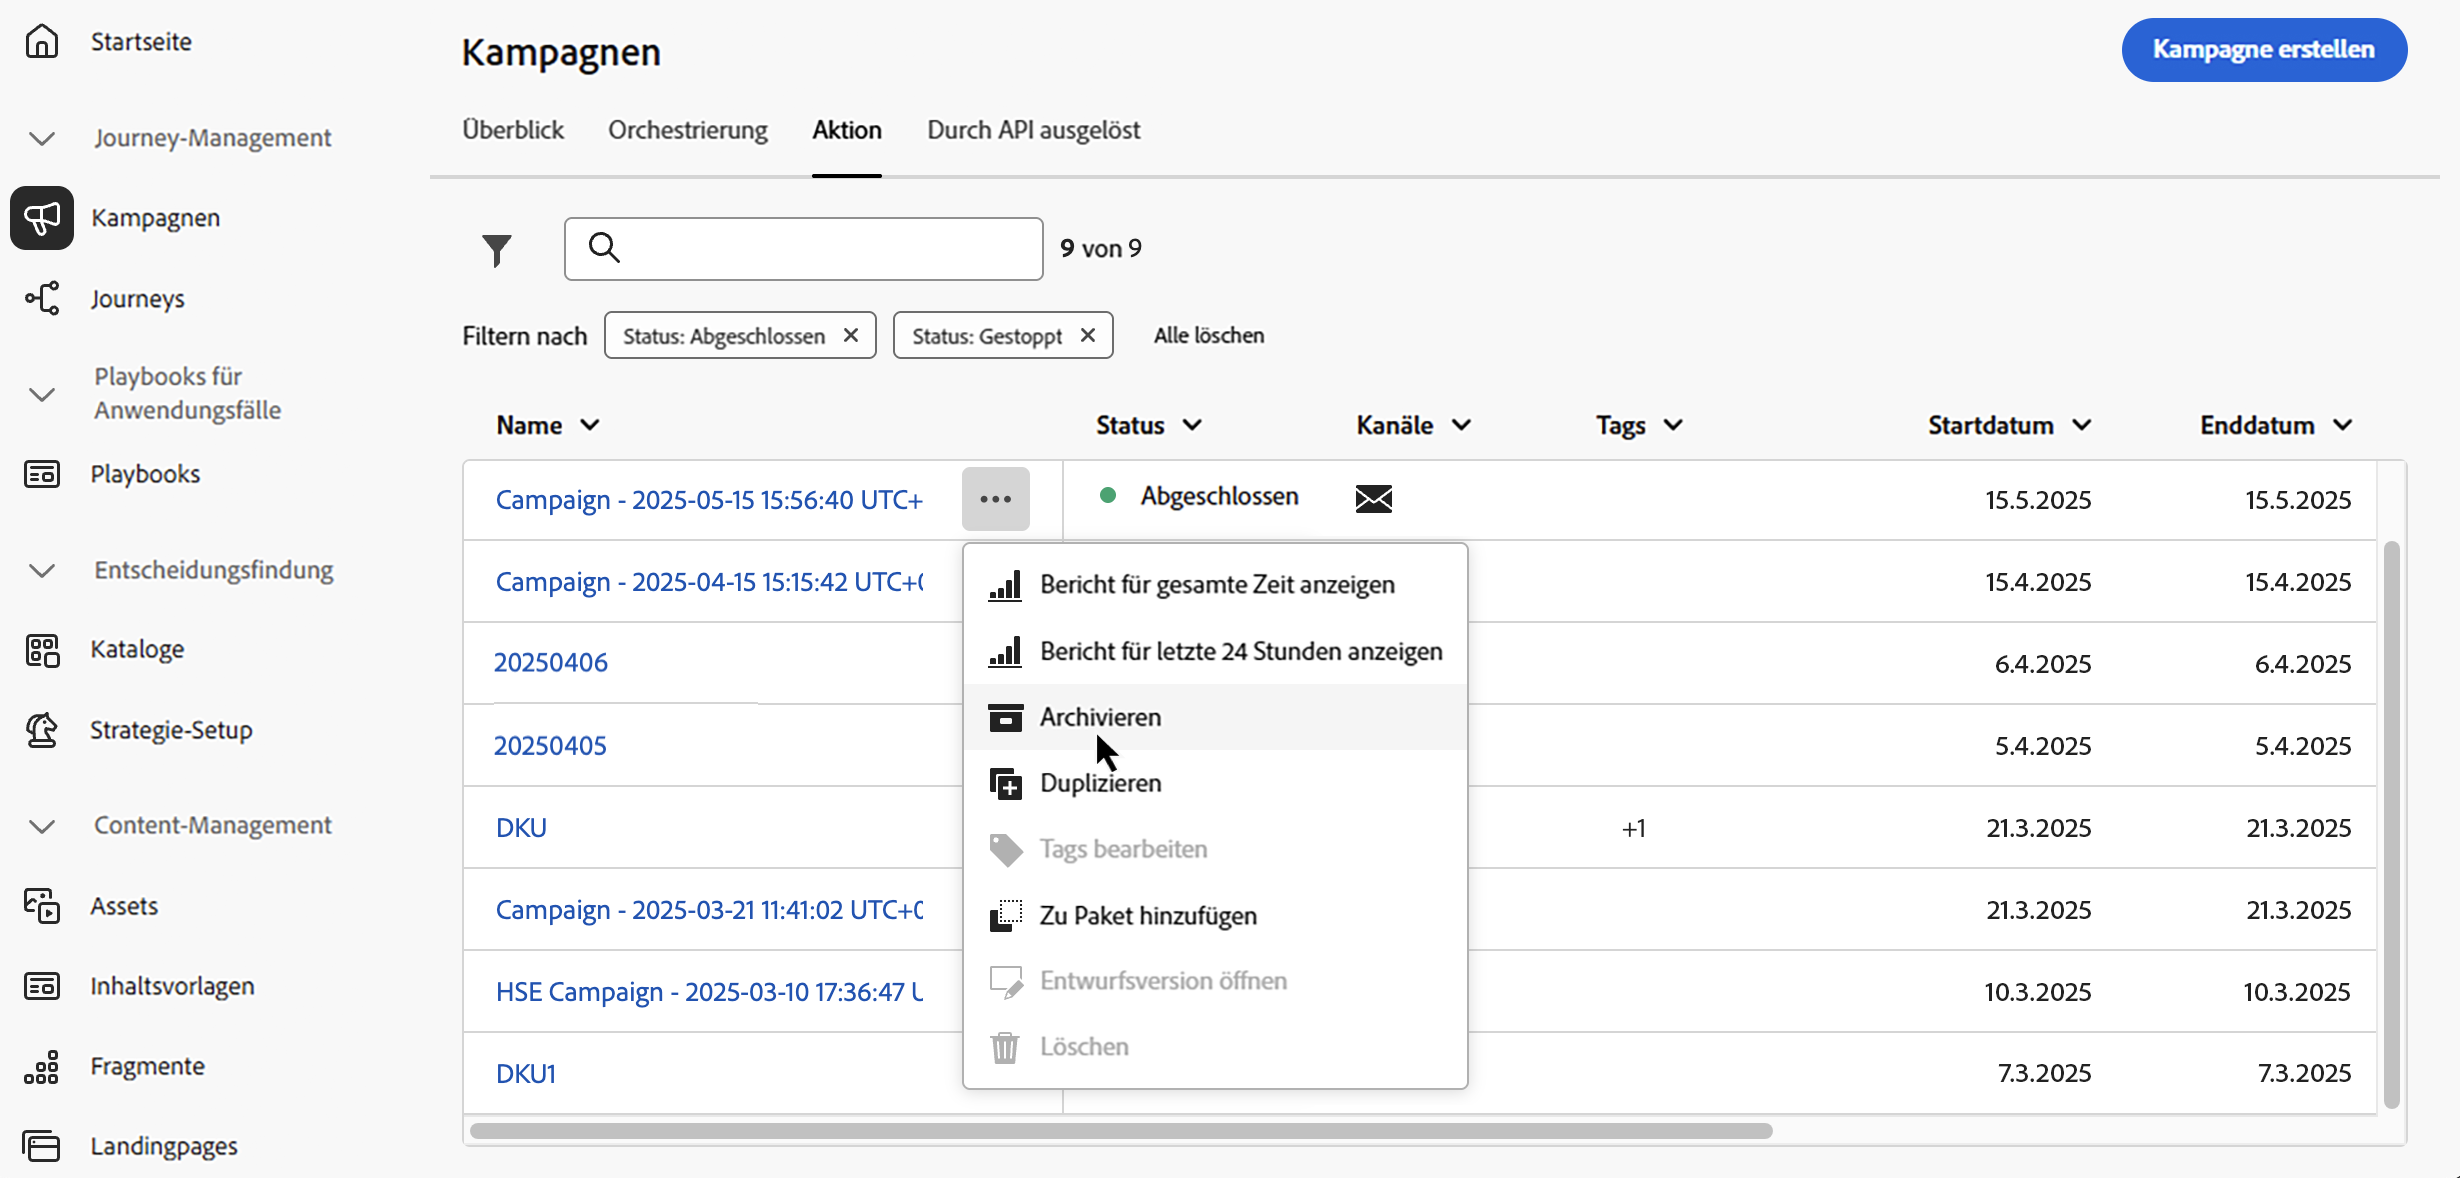 Startseite
Journey-Management
Kampagnen
Journeys
Playbooks für
Anwendungsfälle
Playbooks
Entscheidungsfindung
Kataloge
Strategie-Setup
Content-Management
Assets
Inhaltsvorlagen
Fragmente
Landingpages
Kampagnen
Kampagne erstellen
Überblick Orchestrierung Aktion Durch API ausgelöst
9 von 9
Filtern nach Status: Abgeschlossen Status: Gestoppt Alle löschen
Name Status Kanäle Tags Startdatum Enddatum
Campaign - 2025-05-15 15:56:40 UTC+ Abgeschlossen 15.5.2025 15.5.2025
Campaign - 2025-04-15 15:15:42 UTC+0 15.4.2025 15.4.2025
20250406 6.4.2025 6.4.2025
20250405 5.4.2025 5.4.2025
DKU +1 21.3.2025 21.3.2025
Campaign - 2025-03-21 11:41:02 UTC+0 21.3.2025 21.3.2025
HSE Campaign - 2025-03-10 17:36:47 U 10.3.2025 10.3.2025
DKU1 7.3.2025 7.3.2025
Bericht für gesamte Zeit anzeigen
Bericht für letzte 24 Stunden anzeigen
Archivieren
Duplizieren
Tags bearbeiten
Zu Paket hinzufügen
Entwurfsversion öffnen
Löschen